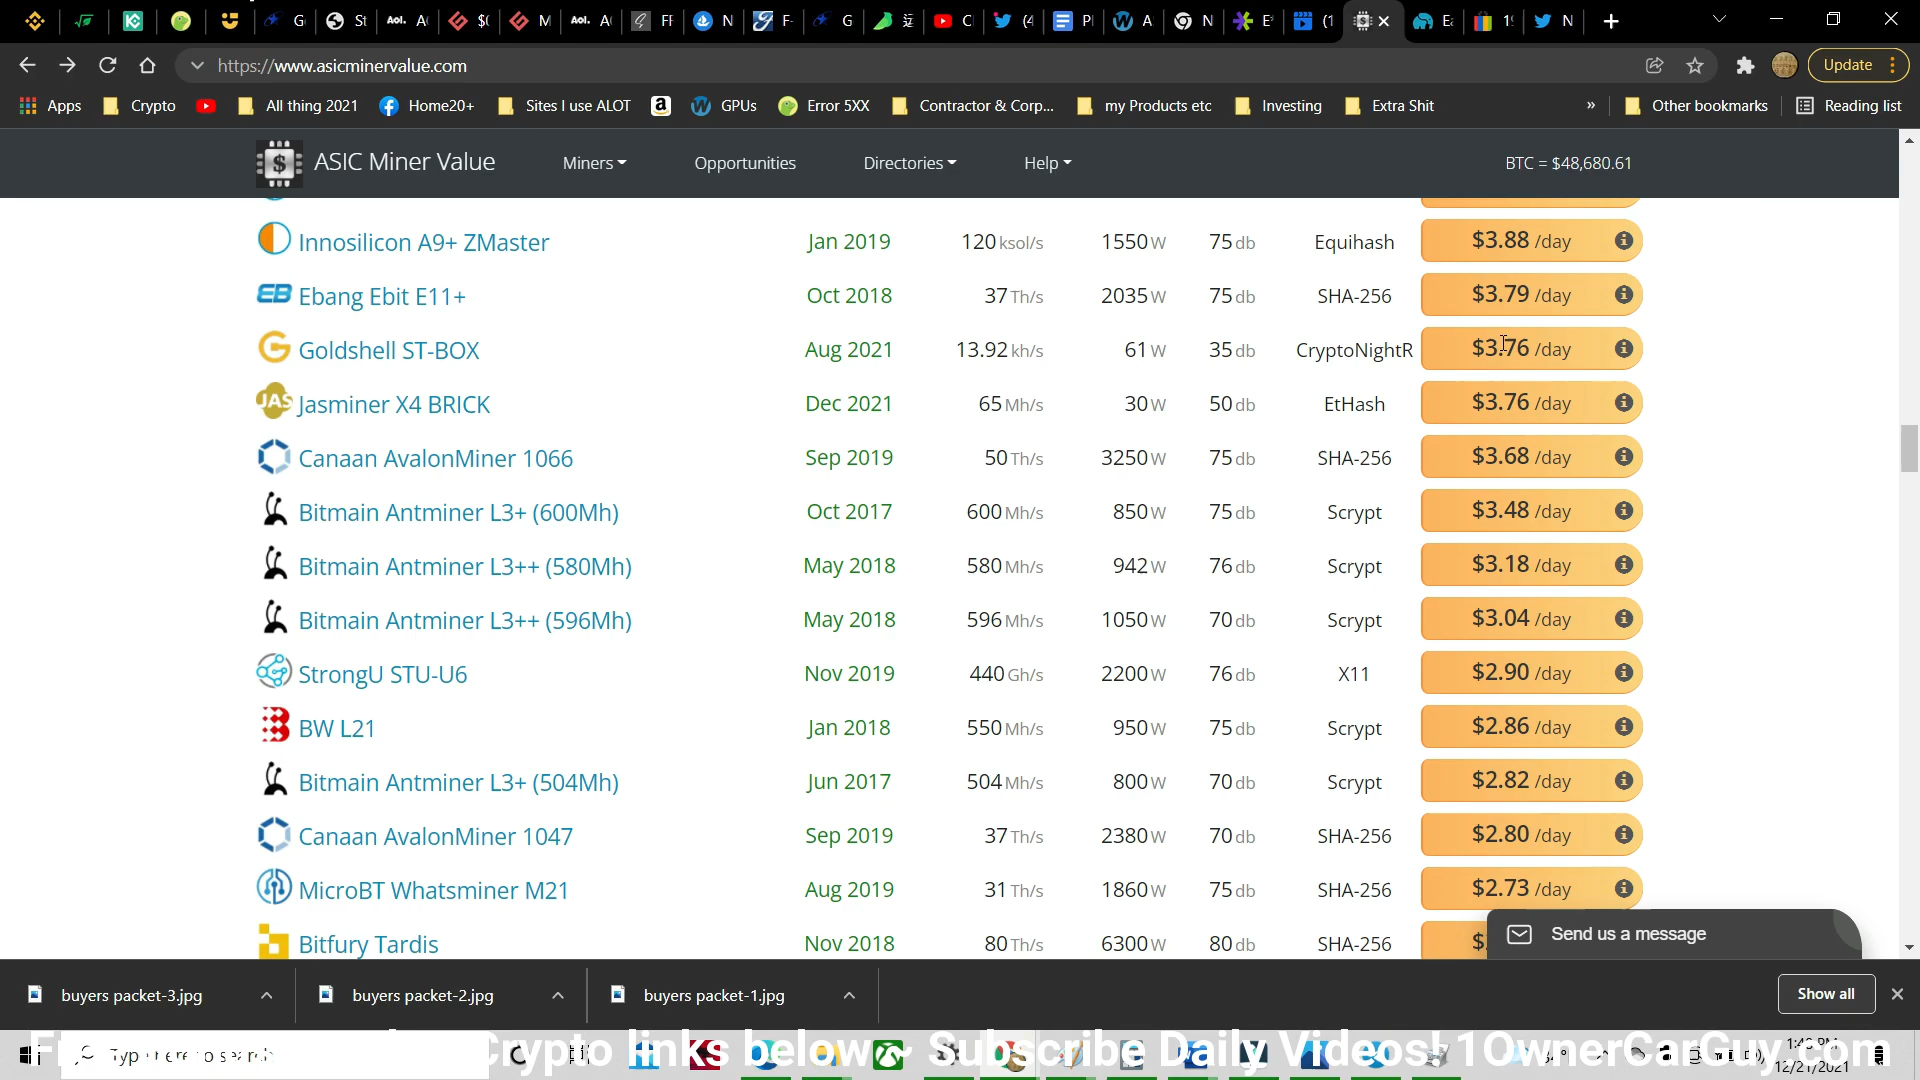 https://www.asicminervalue.com
Update
Apps
Crypto
All thing 2021
Home20+
Sites I use ALOT
GPUs
Error 5XX
Contractor & Corp...
my Products etc
Investing
Extra Shit
»
Other bookmarks
Reading list
ASIC Miner Value
Miners
Opportunities
Directories
Help
BTC = $48,680.61
Innosilicon A9+ ZMaster Jan 2019 120 ksol/s 1550 W 75 db Equihash $3.88 /day
Ebang Ebit E11+ Oct 2018 37 Th/s 2035 W 75 db SHA-256 $3.79 /day
Goldshell ST-BOX Aug 2021 13.92 kh/s 61 W 35 db CryptoNightR $3.76 /day
Jasminer X4 BRICK Dec 2021 65 Mh/s 30 W 50 db EtHash $3.76 /day
Canaan AvalonMiner 1066 Sep 2019 50 Th/s 3250 W 75 db SHA-256 $3.68 /day
Bitmain Antminer L3+ (600Mh) Oct 2017 600 Mh/s 850 W 75 db Scrypt $3.48 /day
Bitmain Antminer L3++ (580Mh) May 2018 580 Mh/s 942 W 76 db Scrypt $3.18 /day
Bitmain Antminer L3++ (596Mh) May 2018 596 Mh/s 1050 W 70 db Scrypt $3.04 /day
StrongU STU-U6 Nov 2019 440 Gh/s 2200 W 76 db X11 $2.90 /day
BW L21 Jan 2018 550 Mh/s 950 W 75 db Scrypt $2.86 /day
Bitmain Antminer L3+ (504Mh) Jun 2017 504 Mh/s 800 W 70 db Scrypt $2.82 /day
Canaan AvalonMiner 1047 Sep 2019 37 Th/s 2380 W 70 db SHA-256 $2.80 /day
MicroBT Whatsminer M21 Aug 2019 31 Th/s 1860 W 75 db SHA-256 $2.73 /day
Bitfury Tardis Nov 2018 80 Th/s 6300 W 80 db SHA-256
Send us a message
buyers packet-3.jpg
buyers packet-2.jpg
buyers packet-1.jpg
Show all
Crypto links below ~ Subscribe Daily Videos! 1OwnerCarGuy.com
12/21/2021